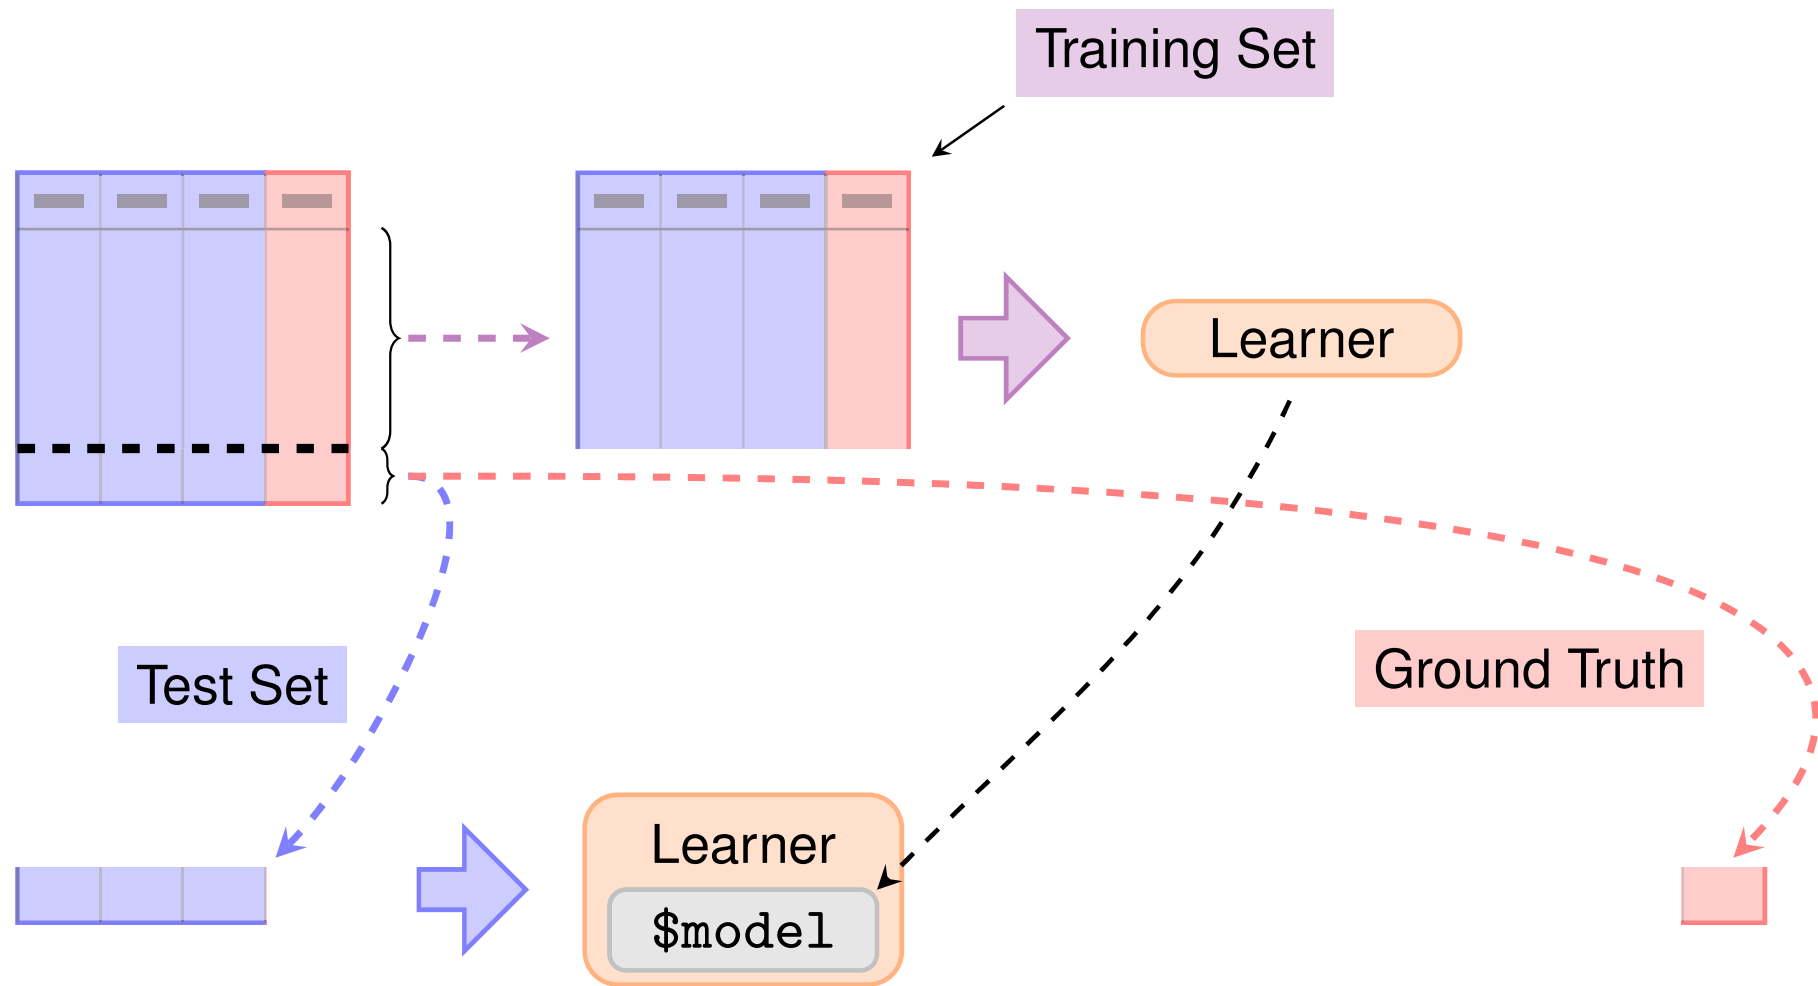 Training Set
Learner
Test Set
Ground Truth
Learner
$model